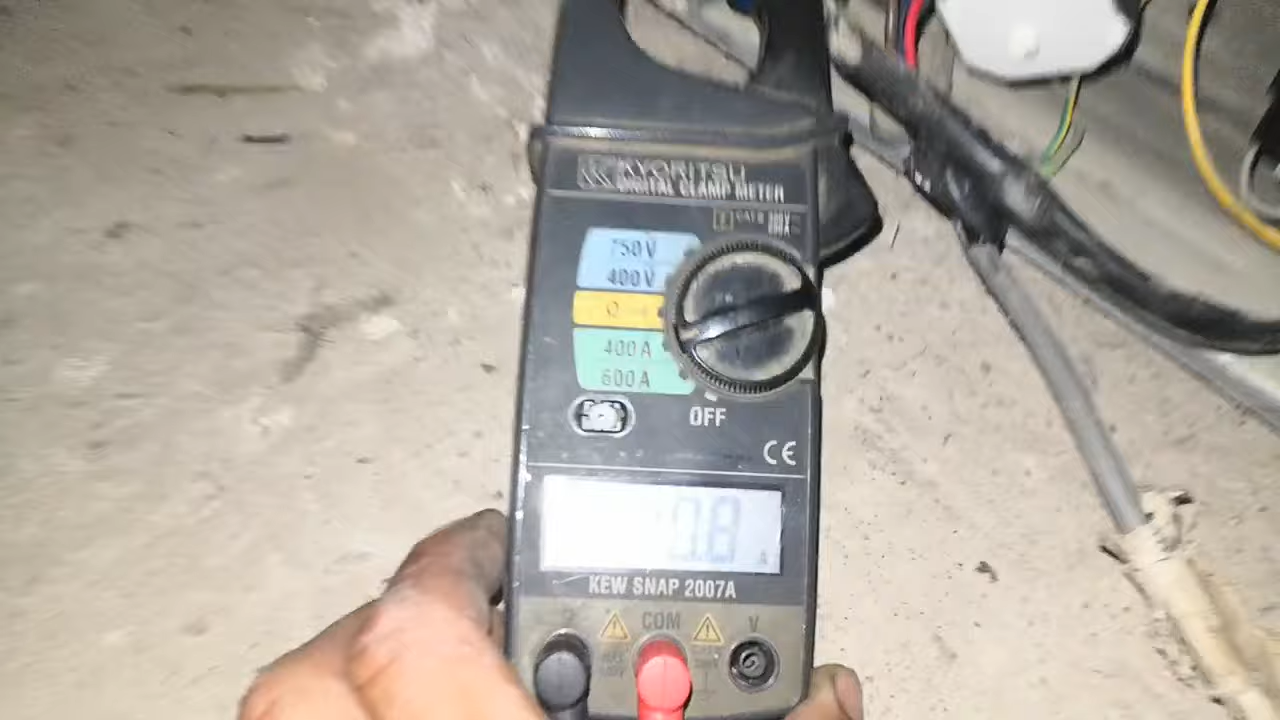 KYORITSU
DIGITAL CLAMP METER
750V
400V
Ω
400A
600A
OFF
CE
0.8
A
KEW SNAP 2007A
Ω
COM
V